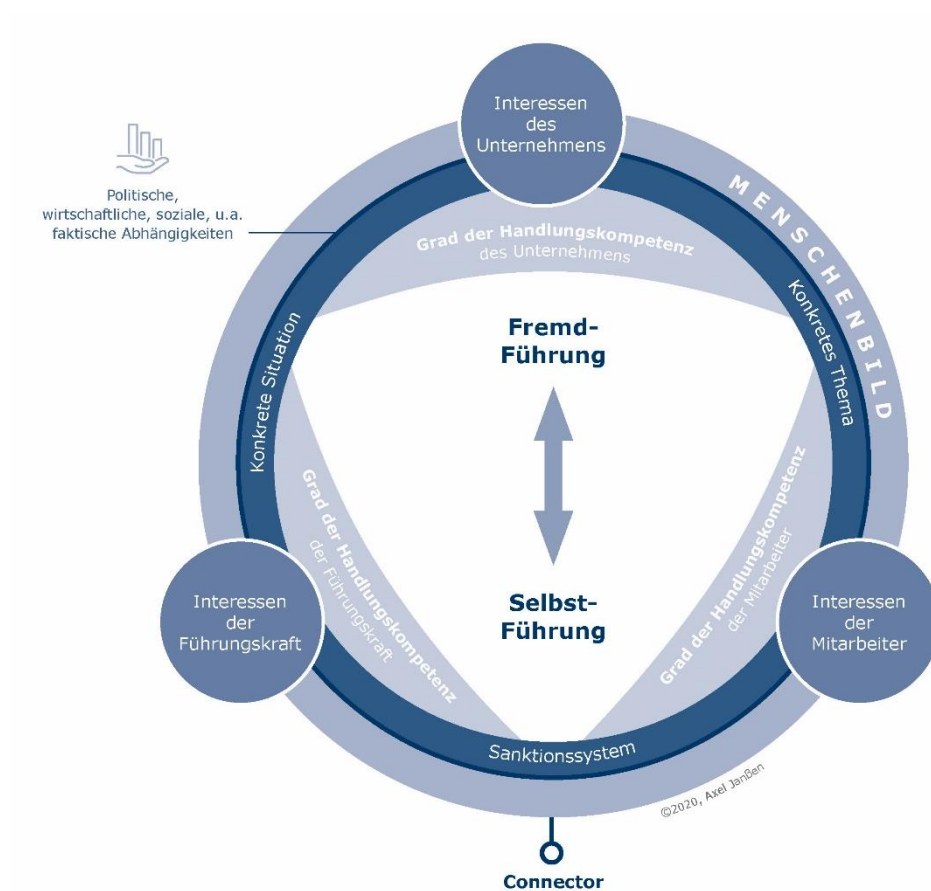 Interessen
des
Unternehmens
Politische,
wirtschaftliche, soziale, u.a.
faktische Abhängigkeiten
MENSCHENBILD
Grad der Handlungskompetenz
des Unternehmens
Konkrete Situation
Konkretes Thema
Fremd-
Führung
Grad der Handlungskompetenz
der Führungskraft
Grad der Handlungskompetenz
der Mitarbeiter
Selbst-
Führung
Interessen
der
Führungskraft
Interessen
der
Mitarbeiter
Sanktionssystem
©2020, Axel Janßen
Connector